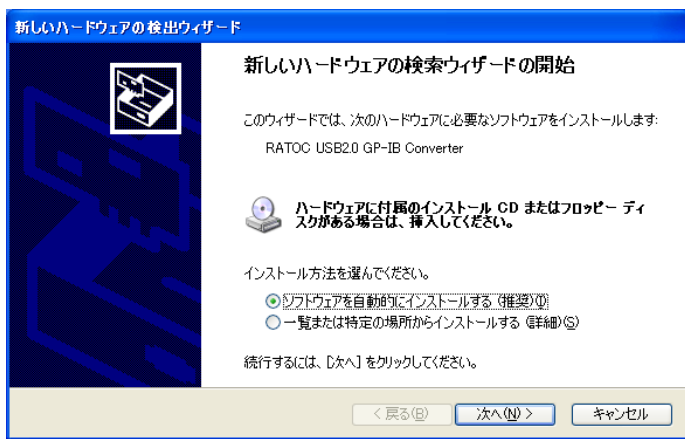 新しいハードウェアの検出ウィザード
新しいハードウェアの検索ウィザードの開始
このウィザードでは、次のハードウェアに必要なソフトウェアをインストールします:
RATOC USB2.0 GP-IB Converter
ハードウェアに付属のインストール CD またはフロッピー ディ
スクがある場合は、挿入してください。
インストール方法を選んでください。
ソフトウェアを自動的にインストールする (推奨)(I)
一覧または特定の場所からインストールする (詳細)(S)
続行するには、[次へ] をクリックしてください。
< 戻る(B)
次へ(N) >
キャンセル